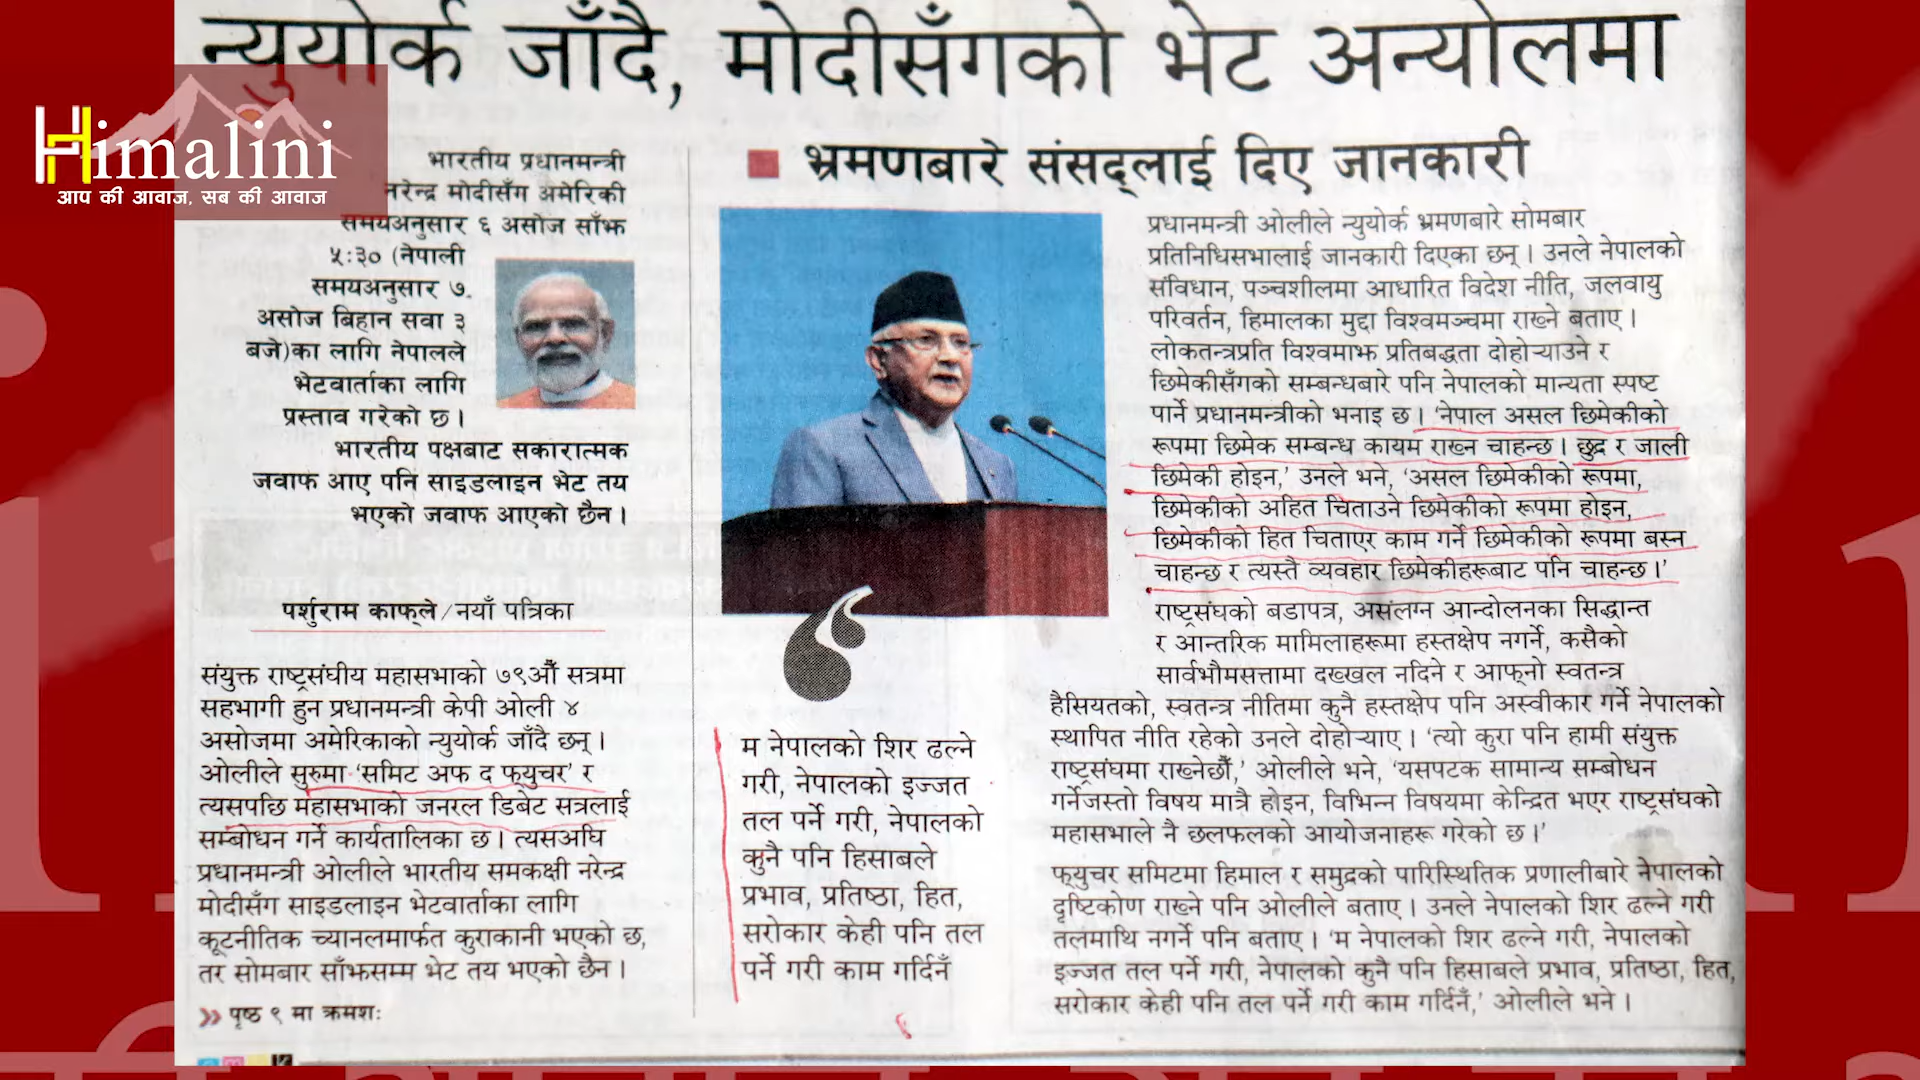 न्युयोर्क जाँदै, मोदीसँगको भेट अन्योलमा
Himalini
आप की आवाज, सब की आवाज
भ्रमणबारे संसद्लाई दिए जानकारी
भारतीय प्रधानमन्त्री
नरेन्द्र मोदीसँग अमेरिकी
समयअनुसार ६ असोज साँझ
५:३० (नेपाली
समयअनुसार ७
असोज बिहान सवा ३
बजे)का लागि नेपालले
भेटवार्ताका लागि
प्रस्ताव गरेको छ।
भारतीय पक्षबाट सकारात्मक
जवाफ आए पनि साइडलाइन भेट तय
भएको जवाफ आएको छैन।
पर्शुराम काफ्ले/नयाँ पत्रिका
संयुक्त राष्ट्रसंघीय महासभाको ७९औँ सत्रमा
सहभागी हुन प्रधानमन्त्री केपी ओली ४
असोजमा अमेरिकाको न्युयोर्क जाँदै छन्।
ओलीले सुरुमा 'समिट अफ द फ्युचर' र
त्यसपछि महासभाको जनरल डिबेट सत्रलाई
सम्बोधन गर्ने कार्यतालिका छ। त्यसअघि
प्रधानमन्त्री ओलीले भारतीय समकक्षी नरेन्द्र
मोदीसँग साइडलाइन भेटवार्ताका लागि
कूटनीतिक च्यानलमार्फत कुराकानी भएको छ,
तर सोमबार साँझसम्म भेट तय भएको छैन।
पृष्ठ ९ मा क्रमशः
म नेपालको शिर ढल्ने
गरी, नेपालको इज्जत
तल पर्ने गरी, नेपालको
कुनै पनि हिसाबले
प्रभाव, प्रतिष्ठा, हित,
सरोकार केही पनि तल
पर्ने गरी काम गर्दिनँ
प्रधानमन्त्री ओलीले न्युयोर्क भ्रमणबारे सोमबार
प्रतिनिधिसभालाई जानकारी दिएका छन्। उनले नेपालको
संविधान, पञ्चशीलमा आधारित विदेश नीति, जलवायु
परिवर्तन, हिमालका मुद्दा विश्वमञ्चमा राख्ने बताए।
लोकतन्त्रप्रति विश्वमाझ प्रतिबद्धता दोहोर्‍याउने र
छिमेकीसँगको सम्बन्धबारे पनि नेपालको मान्यता स्पष्ट
पार्ने प्रधानमन्त्रीको भनाइ छ। 'नेपाल असल छिमेकीको
रूपमा छिमेक सम्बन्ध कायम राख्न चाहन्छ। छुद्र र जाली
छिमेकी होइन,' उनले भने, 'असल छिमेकीको रूपमा,
छिमेकीको अहित चिताउने छिमेकीको रूपमा होइन,
छिमेकीको हित चिताएर काम गर्ने छिमेकीको रूपमा बस्न
चाहन्छ र त्यस्तै व्यवहार छिमेकीहरूबाट पनि चाहन्छ।'
राष्ट्रसंघको बडापत्र, असंलग्न आन्दोलनका सिद्धान्त
र आन्तरिक मामिलाहरूमा हस्तक्षेप नगर्ने, कसैको
सार्वभौमसत्तामा दख्खल नदिने र आफ्नो स्वतन्त्र
हैसियतको, स्वतन्त्र नीतिमा कुनै हस्तक्षेप पनि अस्वीकार गर्ने नेपालको
स्थापित नीति रहेको उनले दोहोर्‍याए। 'त्यो कुरा पनि हामी संयुक्त
राष्ट्रसंघमा राख्नेछौँ,' ओलीले भने, 'यसपटक सामान्य सम्बोधन
गर्नेजस्तो विषय मात्रै होइन, विभिन्न विषयमा केन्द्रित भएर राष्ट्रसंघको
महासभाले नै छलफलको आयोजनाहरू गरेको छ।'
फ्युचर समिटमा हिमाल र समुद्रको पारिस्थितिक प्रणालीबारे नेपालको
दृष्टिकोण राख्ने पनि ओलीले बताए। उनले नेपालको शिर ढल्ने गरी
तलमाथि नगर्ने पनि बताए। 'म नेपालको शिर ढल्ने गरी, नेपालको
इज्जत तल पर्ने गरी, नेपालको कुनै पनि हिसाबले प्रभाव, प्रतिष्ठा, हित,
सरोकार केही पनि तल पर्ने गरी काम गर्दिनँ,' ओलीले भने।